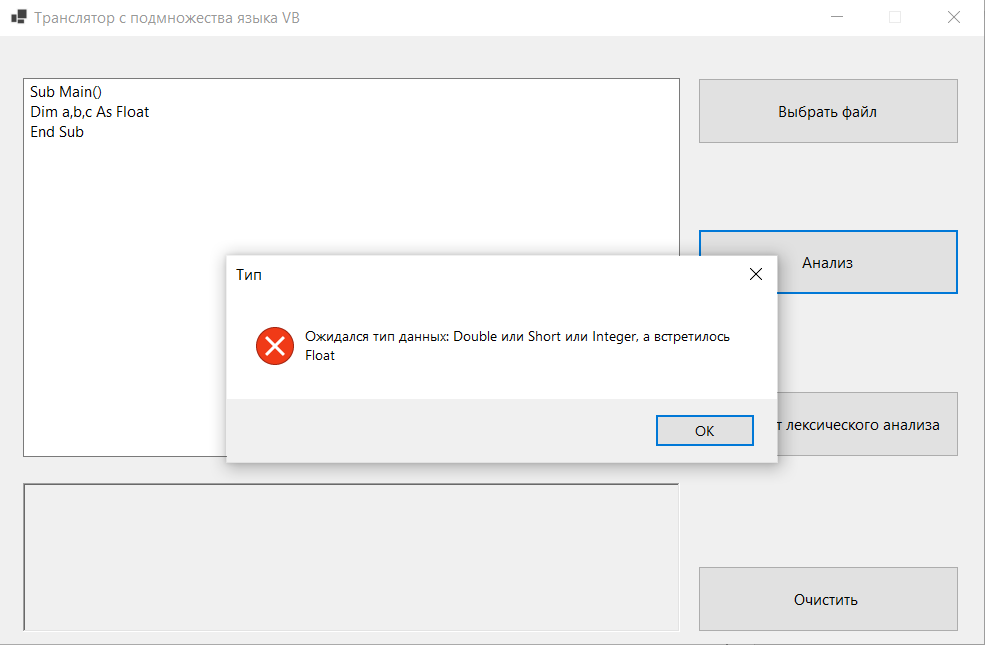 Транслятор с подмножества языка VB
Sub Main()
Dim a,b,c As Float
End Sub
Выбрать файл
Анализ
Тип
Ожидался тип данных: Double или Short или Integer, а встретилось
Float
OK
лексического анализа
Очистить